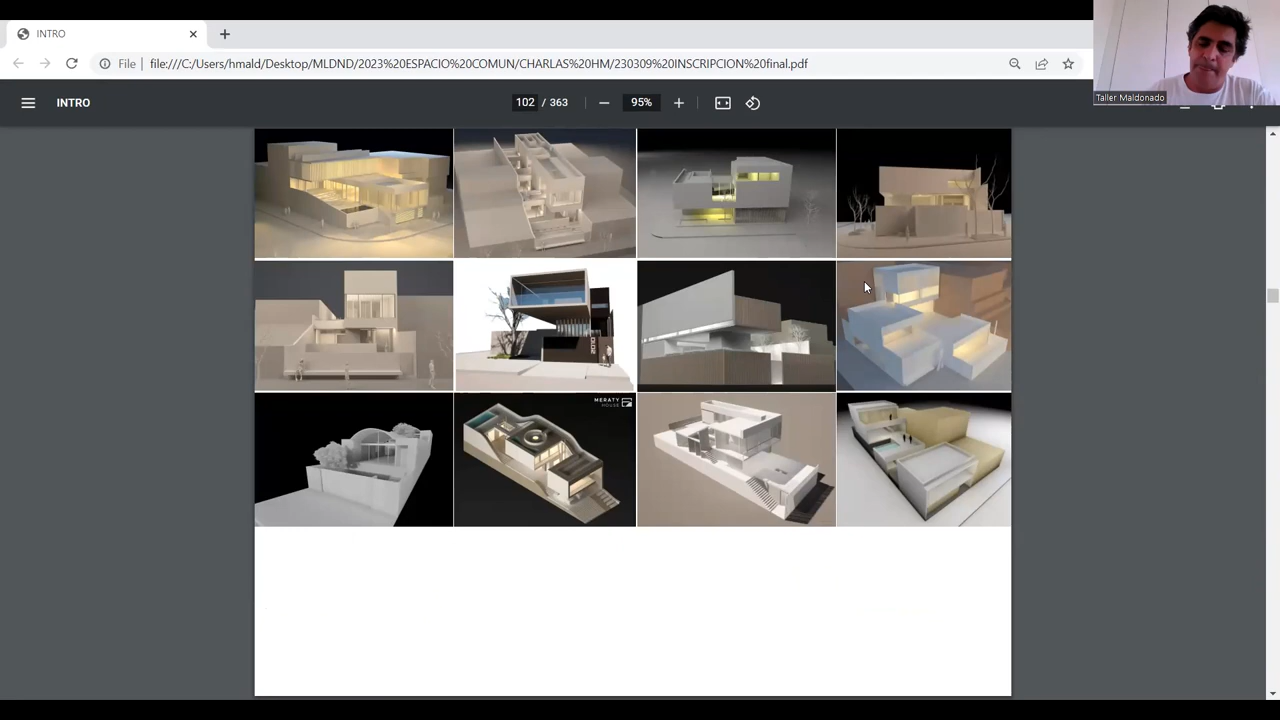 INTRO
File
file:///C:/Users/hmald/Desktop/MLDND/2023%20ESPACIO%20COMUN/CHARLAS%20HM/230309%20INSCRIPCION%20final.pdf
Taller Maldonado
INTRO
102 / 363
95%
MERATY
HOUSE